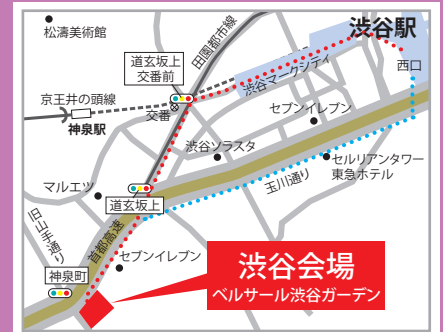 松濤美術館
田園都市線
渋谷駅
道玄坂上
交番前
西口
渋谷マークシティ
京王井の頭線
神泉駅
交番
セブンイレブン
渋谷ソラスタ
セルリアンタワー
東急ホテル
玉川通り
マルエツ
道玄坂上
旧山手通り
首都高速
セブンイレブン
神泉町
渋谷会場
ベルサール渋谷ガーデン